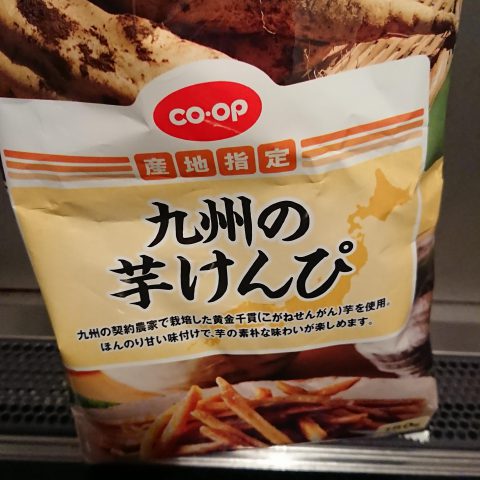 CO·OP
産地指定
九州の
芋けんぴ
九州の契約農家で栽培した黄金千貫(こがねせんがん)芋を使用。
ほんのり甘い味付けで、芋の素朴な味わいが楽しめます。